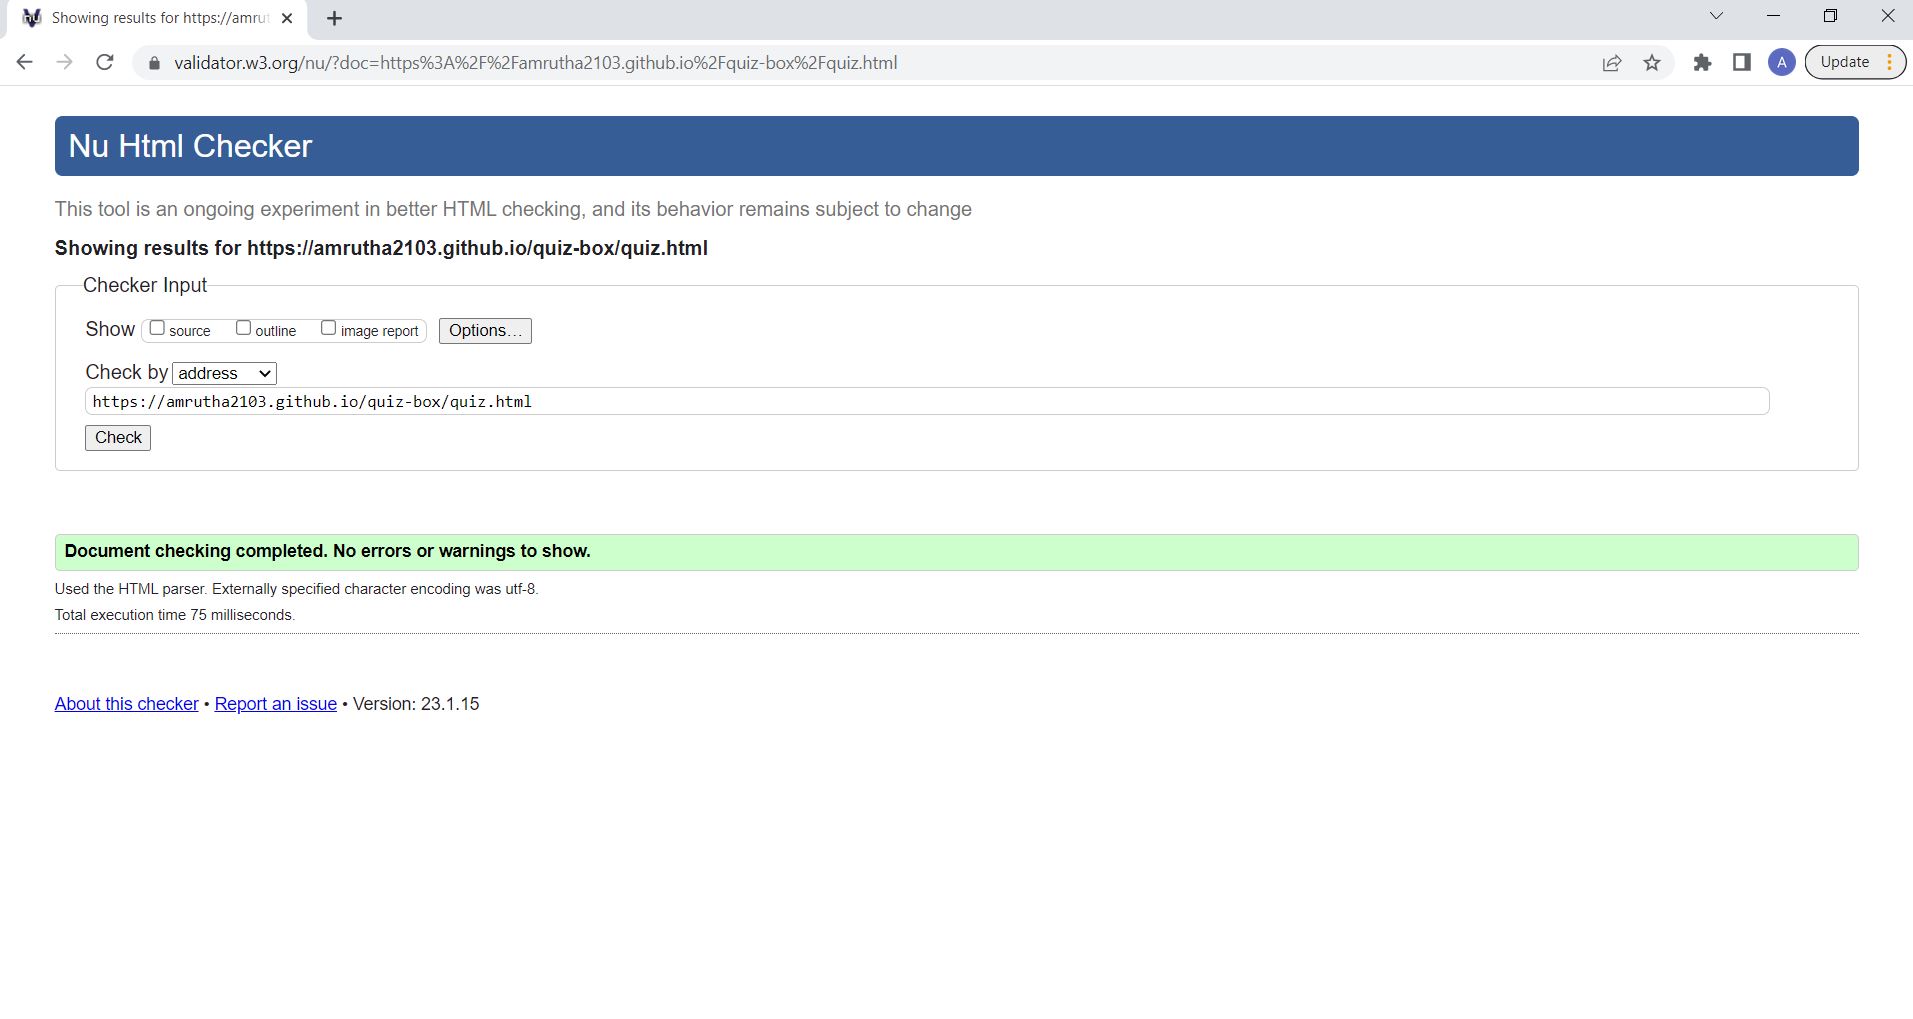 Showing results for https://amrut
validator.w3.org/nu/?doc=https%3A%2F%2Famrutha2103.github.io%2Fquiz-box%2Fquiz.html
A
Update
Nu Html Checker
This tool is an ongoing experiment in better HTML checking, and its behavior remains subject to change
Showing results for https://amrutha2103.github.io/quiz-box/quiz.html
Checker Input
Show source outline image report Options...
Check by address
https://amrutha2103.github.io/quiz-box/quiz.html
Check
Document checking completed. No errors or warnings to show.
Used the HTML parser. Externally specified character encoding was utf-8.
Total execution time 75 milliseconds.
About this checker • Report an issue • Version: 23.1.15